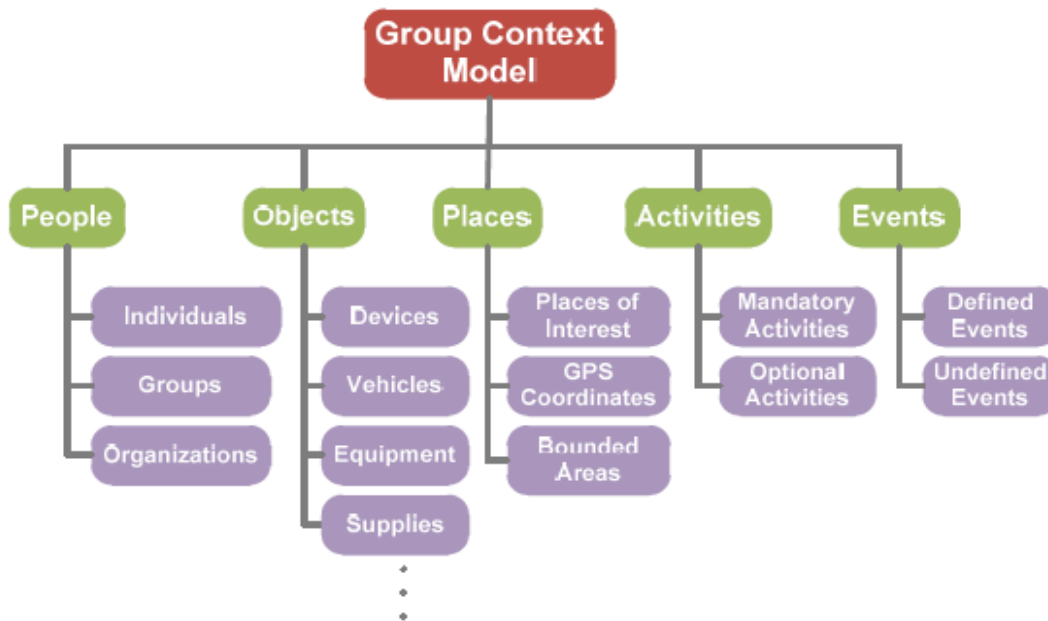 Group Context
Model
People
Objects
Places
Activities
Events
Individuals
Groups
Organizations
Devices
Vehicles
Equipment
Supplies
Places of
Interest
GPS
Coordinates
Bounded
Areas
Mandatory
Activities
Optional
Activities
Defined
Events
Undefined
Events